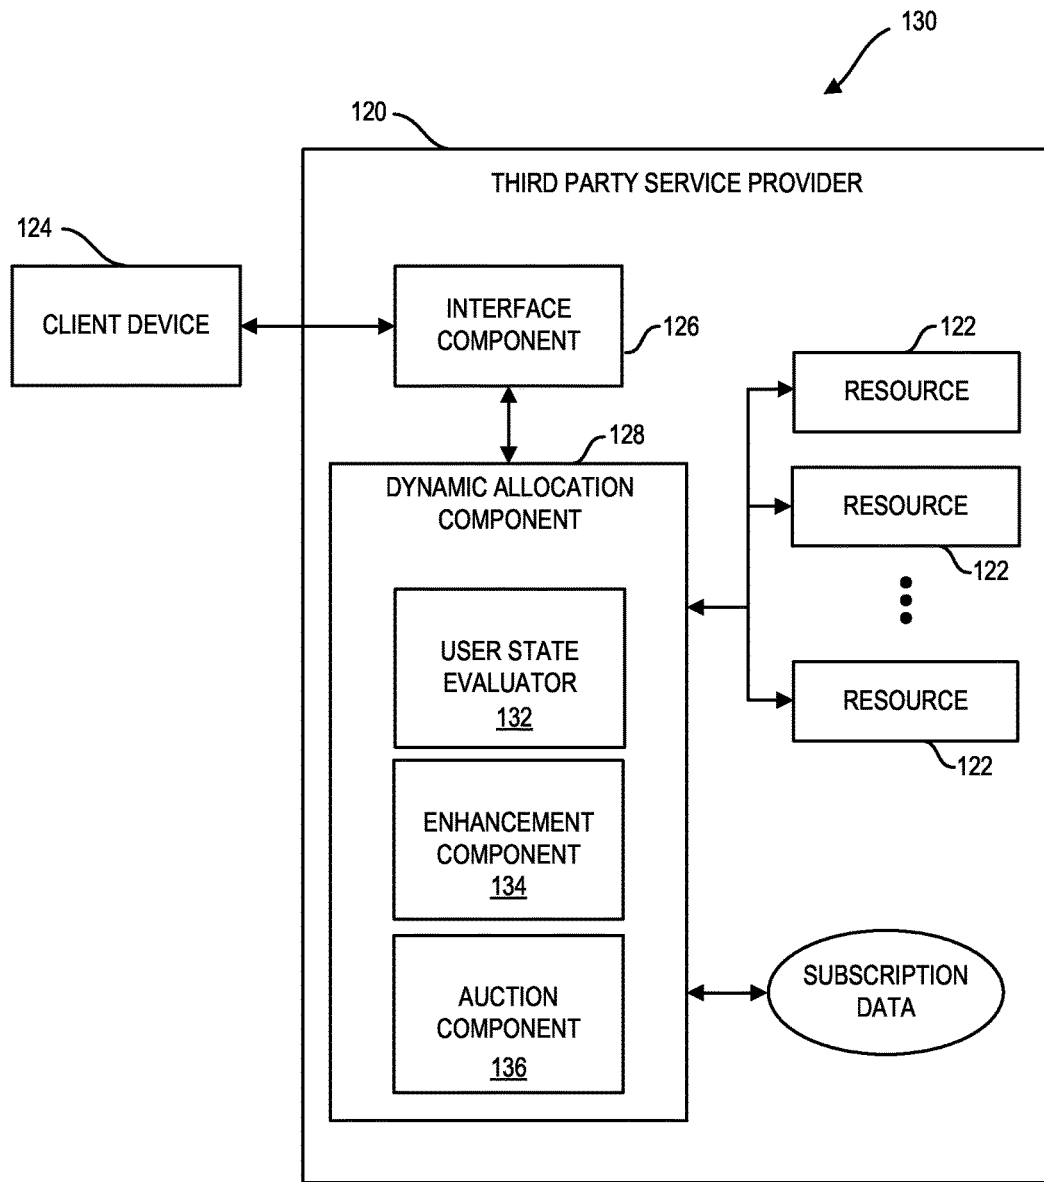 130
120
THIRD PARTY SERVICE PROVIDER
124
CLIENT DEVICE
INTERFACE
COMPONENT
126
122
RESOURCE
128
DYNAMIC ALLOCATION
COMPONENT
RESOURCE
122
USER STATE
EVALUATOR
132
RESOURCE
122
ENHANCEMENT
COMPONENT
134
AUCTION
COMPONENT
136
SUBSCRIPTION
DATA